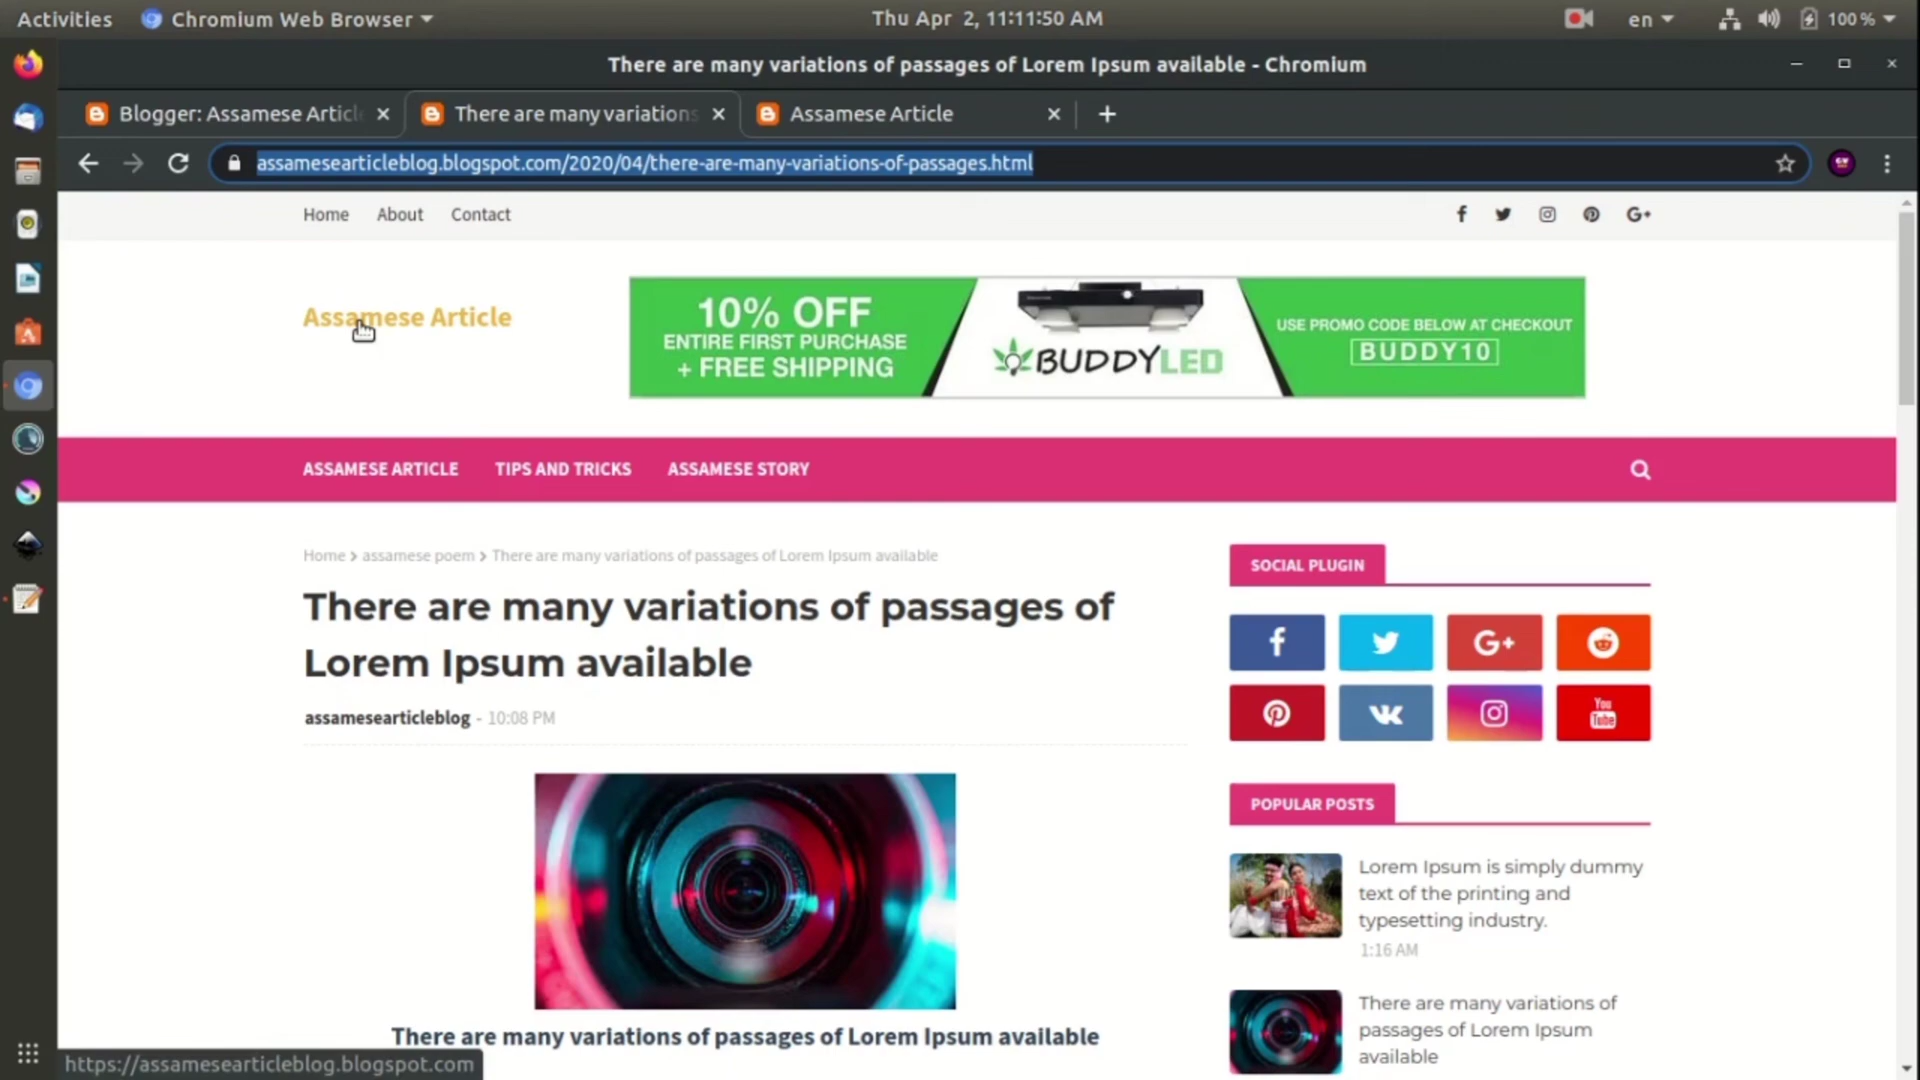 Activities
Chromium Web Browser
Thu Apr 2, 11:11:50 AM
en
100 %
There are many variations of passages of Lorem Ipsum available - Chromium
Blogger: Assamese Articl
There are many variations
Assamese Article
assamesearticleblog.blogspot.com/2020/04/there-are-many-variations-of-passages.html
Home
About
Contact
Assamese Article
10% OFF
ENTIRE FIRST PURCHASE
+ FREE SHIPPING
BUDDYLED
USE PROMO CODE BELOW AT CHECKOUT
BUDDY10
ASSAMESE ARTICLE
TIPS AND TRICKS
ASSAMESE STORY
Home > assamese poem > There are many variations of passages of Lorem Ipsum available
There are many variations of passages of
Lorem Ipsum available
assamesearticleblog - 10:08 PM
There are many variations of passages of Lorem Ipsum available
SOCIAL PLUGIN
G+
You
Tube
POPULAR POSTS
Lorem Ipsum is simply dummy
text of the printing and
typesetting industry.
1:16 AM
There are many variations of
passages of Lorem Ipsum
available
https://assamesearticleblog.blogspot.com